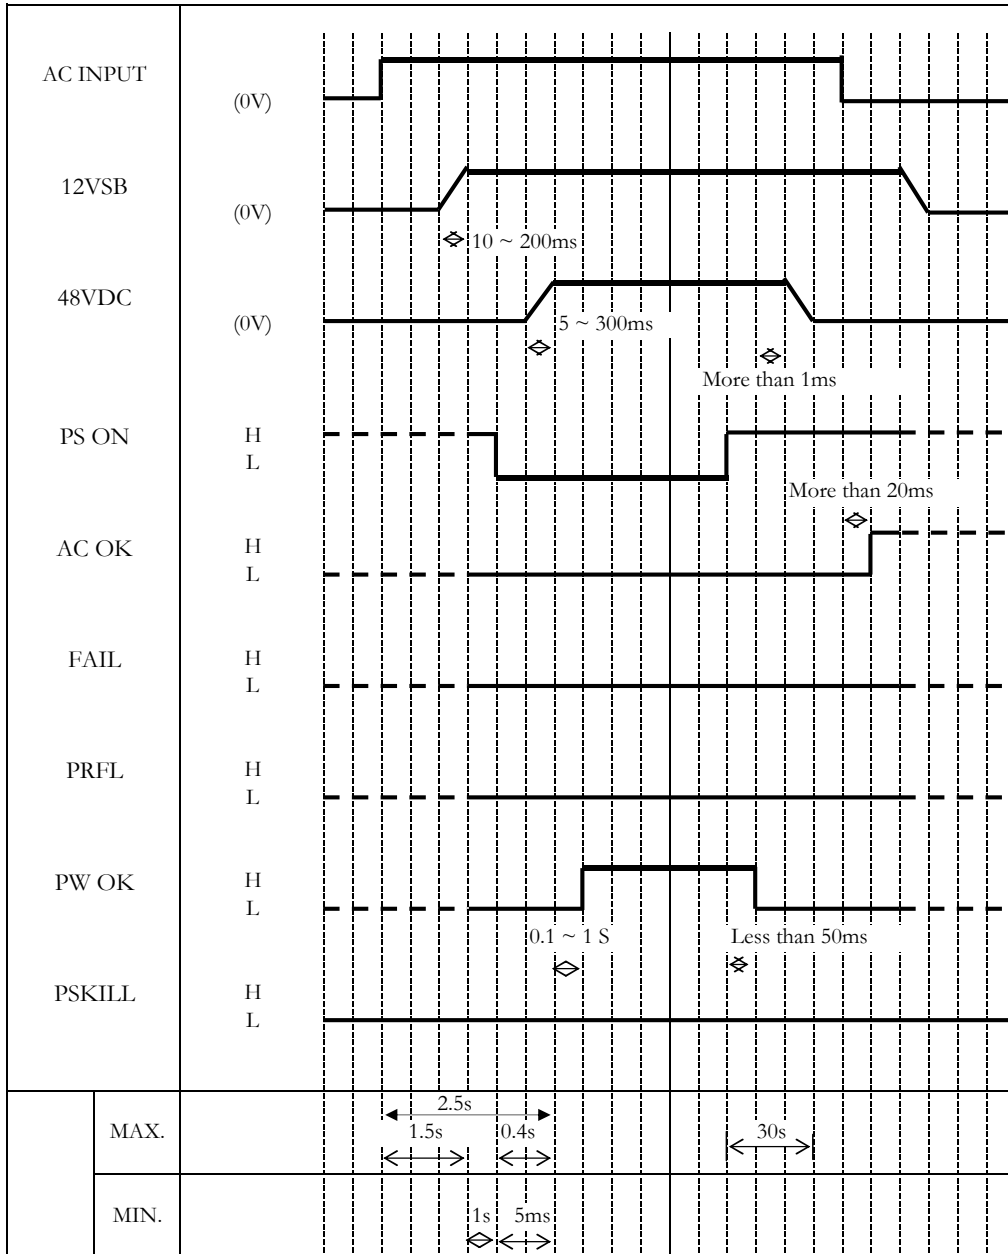 AC INPUT
(0V)
12VSB
(0V)
10 ~ 200ms
48VDC
(0V)
5 ~ 300ms
More than 1ms
PS ON
H
L
More than 20ms
AC OK
H
L
FAIL
H
L
PRFL
H
L
PW OK
H
L
0.1 ~ 1 S
Less than 50ms
PSKILL
H
L
2.5s
MAX.
1.5s
0.4s
30s
MIN.
1s
5ms